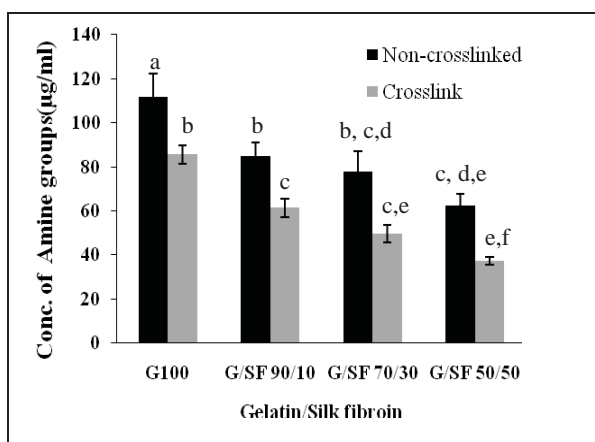 140
120
100
80
60
40
20
0
Conc. of Amine groups(µg/ml)
Non-crosslinked
Crosslink
a
b
b
c
b, c,d
c,e
c, d,e
e,f
G100
G/SF 90/10
G/SF 70/30
G/SF 50/50
Gelatin/Silk fibroin